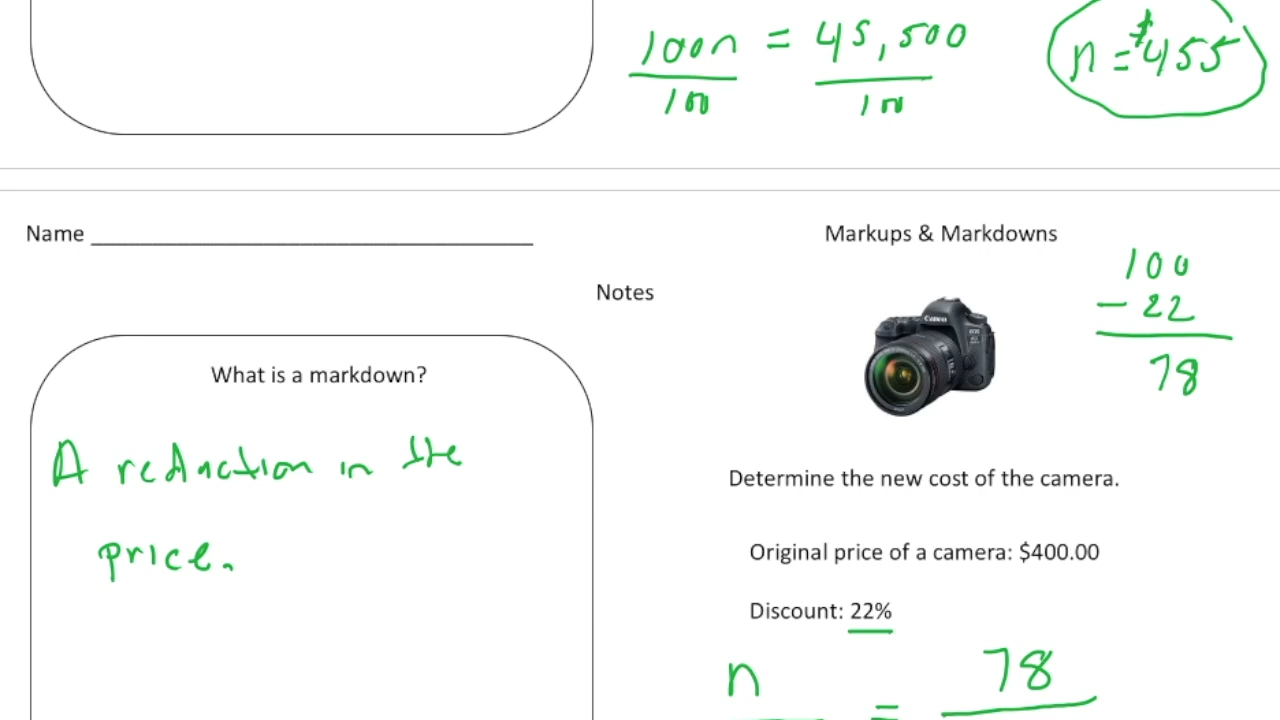 100n = 45,500
100 100
n = $455
Name
Markups & Markdowns
Notes
100
- 22
78
Canon
What is a markdown?
A reduction in the
price.
Determine the new cost of the camera.
Original price of a camera: $400.00
Discount: 22%
n = 78